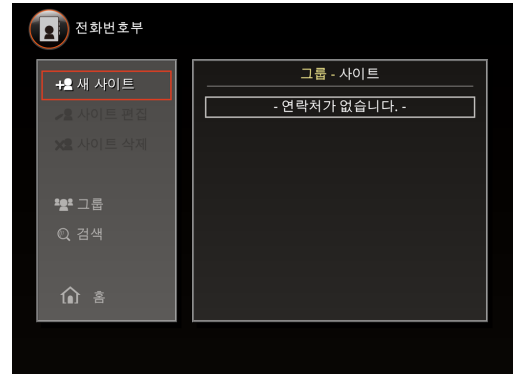 전화번호부
새 사이트
사이트 편집
사이트 삭제
그룹
검색
홈
그룹 - 사이트
- 연락처가 없습니다. -